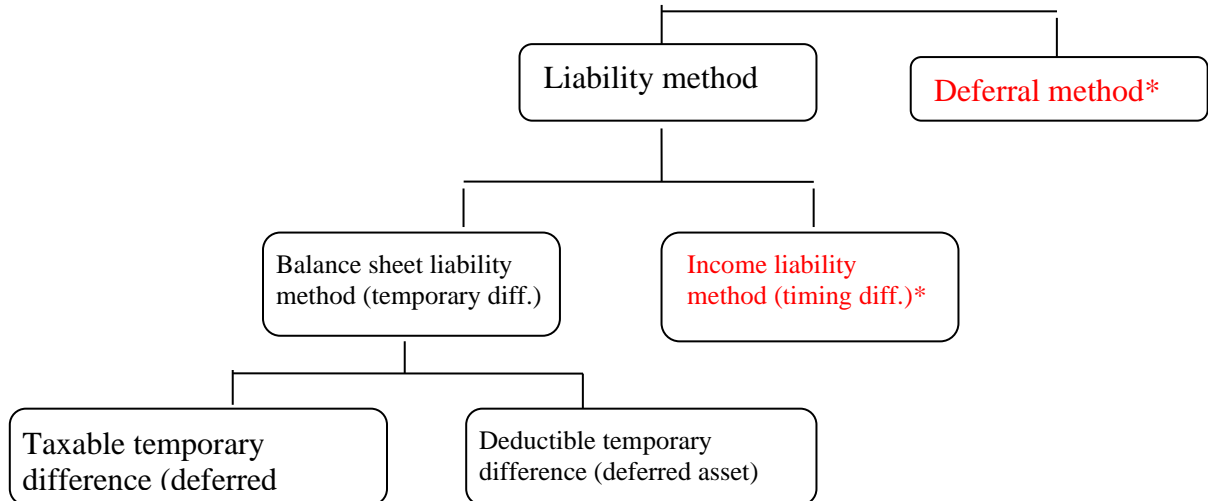 Liability method
Deferral method*
Balance sheet liability
method (temporary diff.)
Income liability
method (timing diff.)*
Taxable temporary
difference (deferred
Deductible temporary
difference (deferred asset)